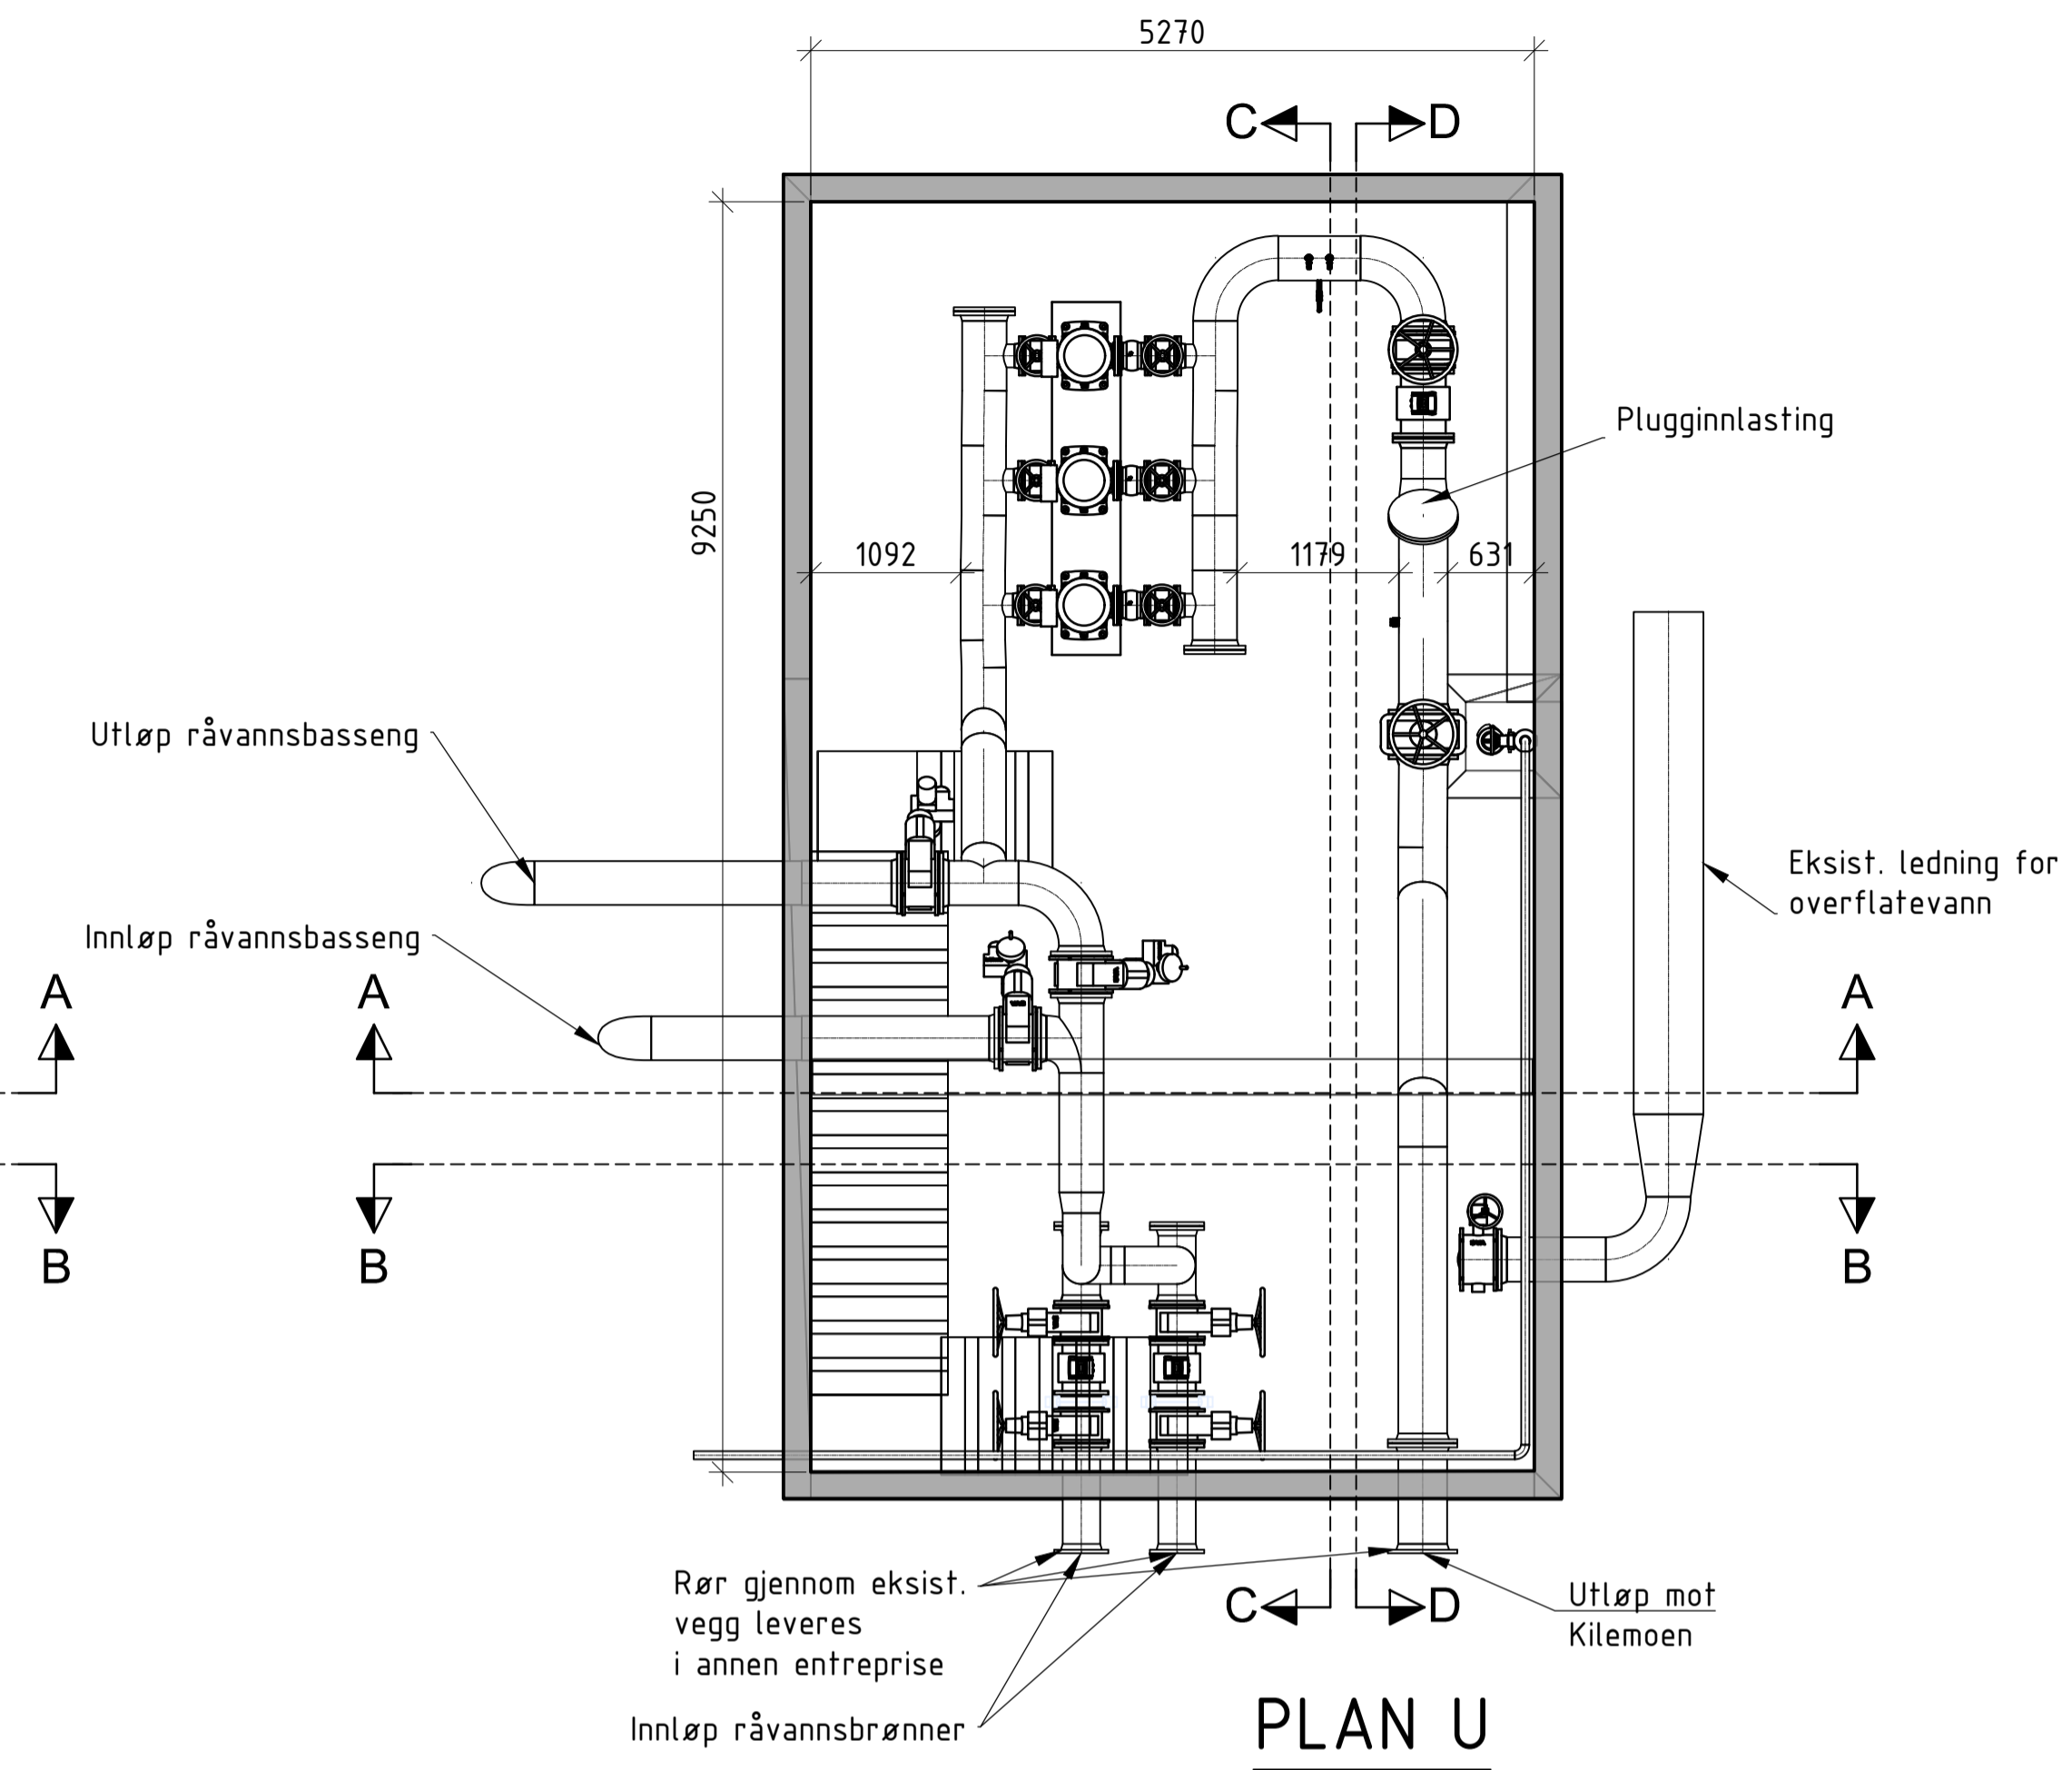 5270
C
D
9250
1092
1179
631
Plugginnlasting
Utløp råvannsbasseng
Innløp råvannsbasseng
Eksist. ledning for
overflatevann
A
A
A
B
B
B
Rør gjennom eksist.
vegg leveres
i annen entreprise
Innløp råvannsbrønner
C
D
Utløp mot
Kilemoen
PLAN U